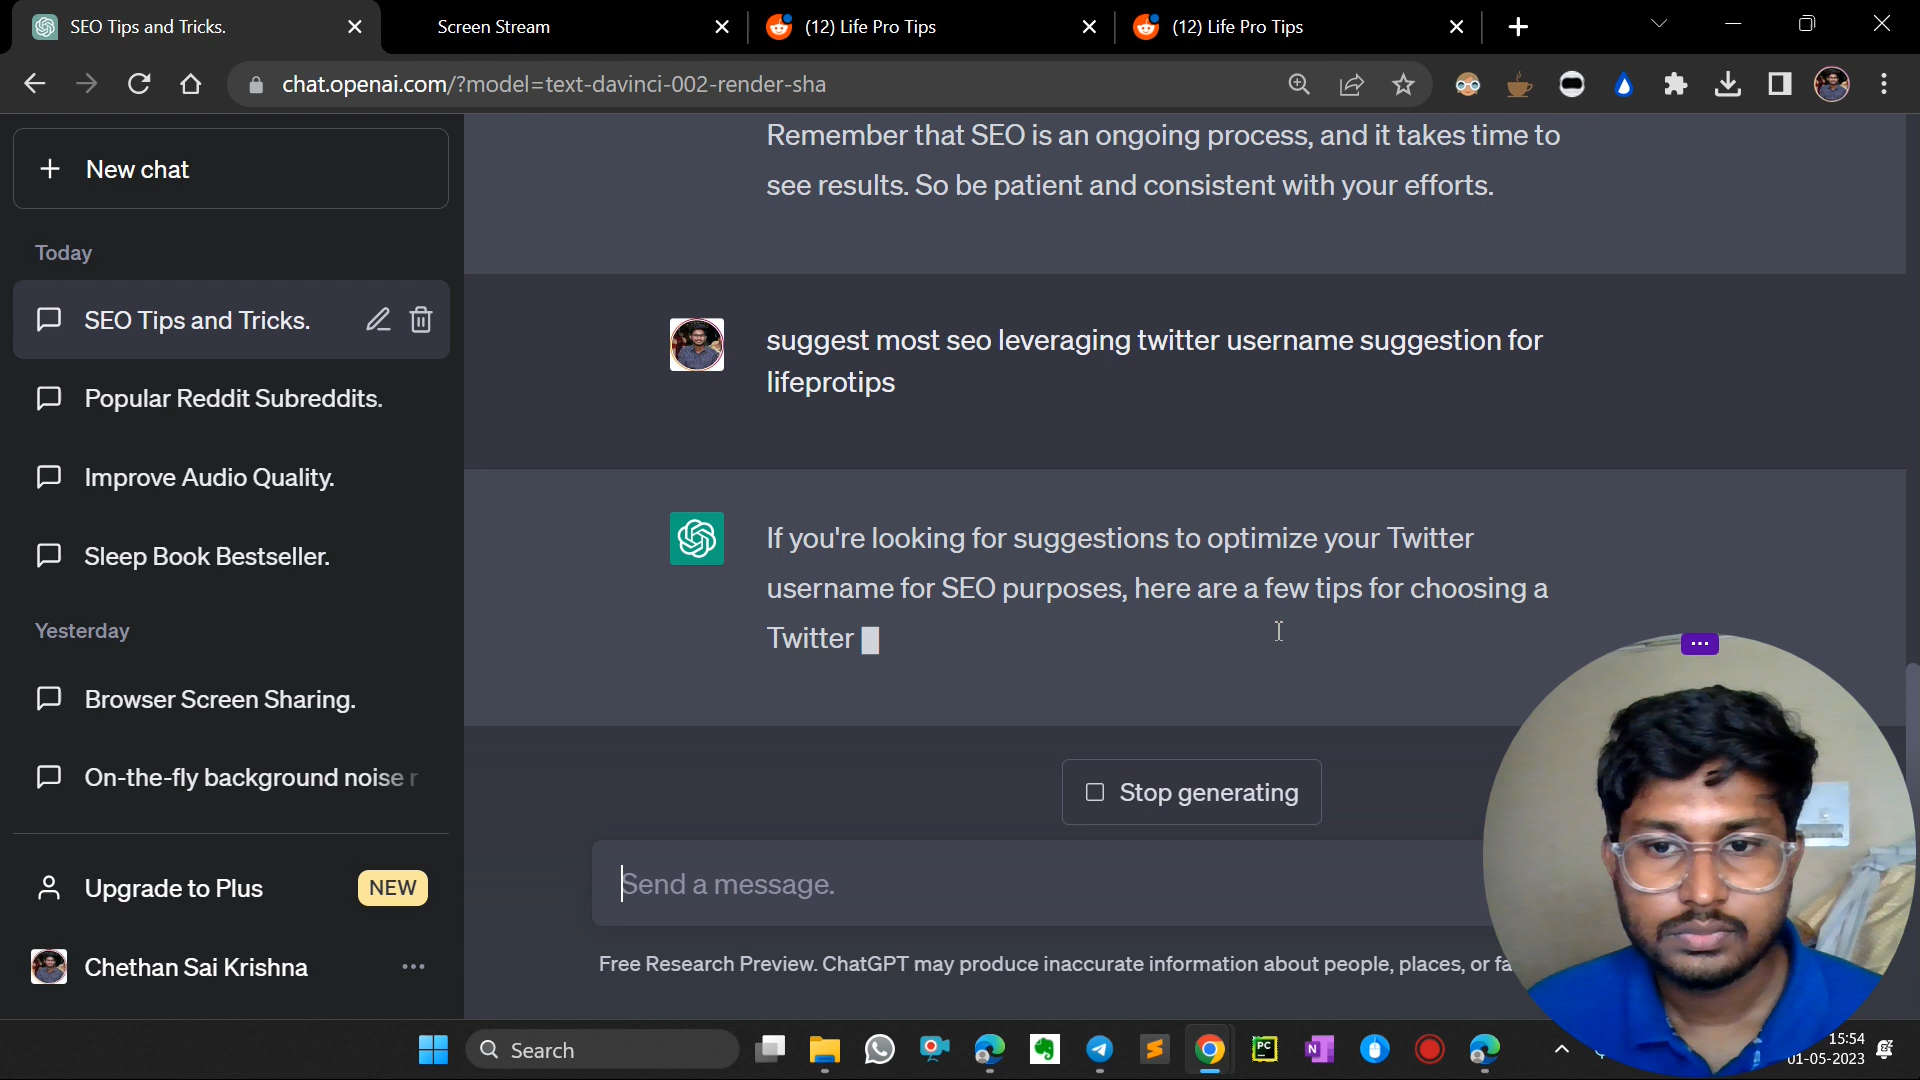 SEO Tips and Tricks.
Screen Stream
(12) Life Pro Tips
(12) Life Pro Tips
chat.openai.com/?model=text-davinci-002-render-sha
New chat
Today
SEO Tips and Tricks.
Popular Reddit Subreddits.
Improve Audio Quality.
Sleep Book Bestseller.
Yesterday
Browser Screen Sharing.
On-the-fly background noise r
Upgrade to Plus
NEW
Chethan Sai Krishna
Remember that SEO is an ongoing process, and it takes time to
see results. So be patient and consistent with your efforts.
suggest most seo leveraging twitter username suggestion for
lifeprotips
If you're looking for suggestions to optimize your Twitter
username for SEO purposes, here are a few tips for choosing a
Twitter
Stop generating
Send a message.
Free Research Preview. ChatGPT may produce inaccurate information about people, places, or fa
Search
PC
N
15:54
01-05-2023